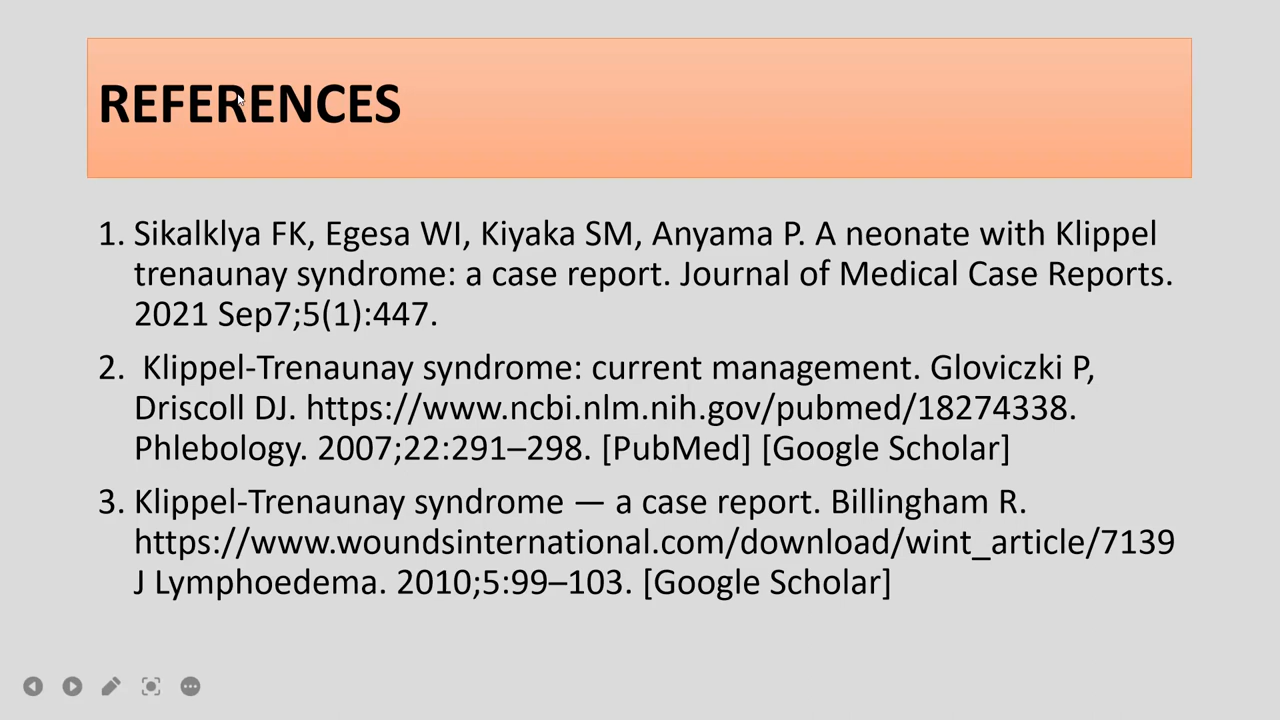 REFERENCES
1. Sikalklya FK, Egesa WI, Kiyaka SM, Anyama P. A neonate with Klippel
trenaunay syndrome: a case report. Journal of Medical Case Reports.
2021 Sep7;5(1):447.
2. Klippel-Trenaunay syndrome: current management. Gloviczki P,
Driscoll DJ. https://www.ncbi.nlm.nih.gov/pubmed/18274338.
Phlebology. 2007;22:291–298. [PubMed] [Google Scholar]
3. Klippel-Trenaunay syndrome — a case report. Billingham R.
https://www.woundsinternational.com/download/wint_article/7139
J Lymphoedema. 2010;5:99–103. [Google Scholar]